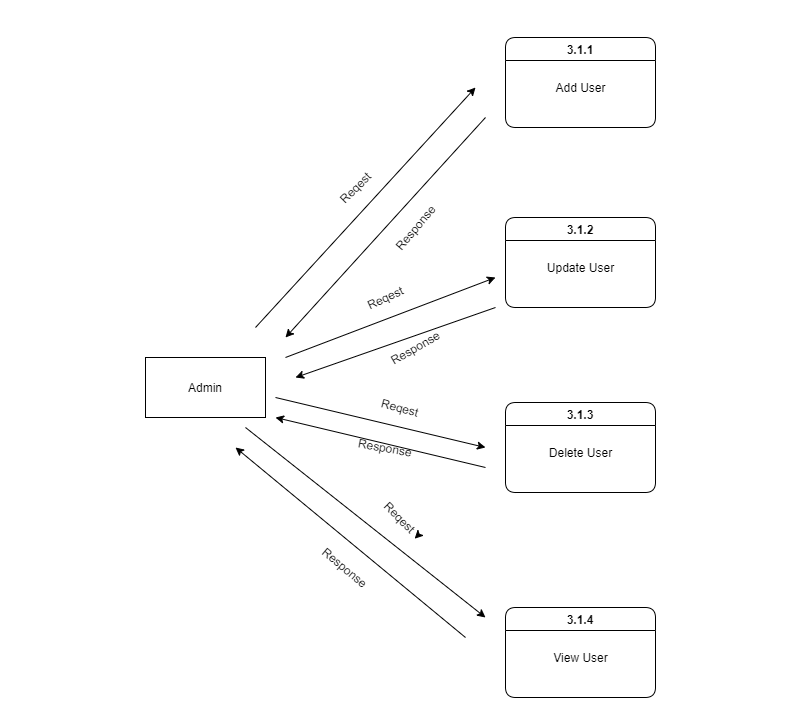 3.1.1
Add User
Reqest
Response
3.1.2
Update User
Reqest
Response
Admin
3.1.3
Delete User
Reqest
Response
Reqest
Response
3.1.4
View User